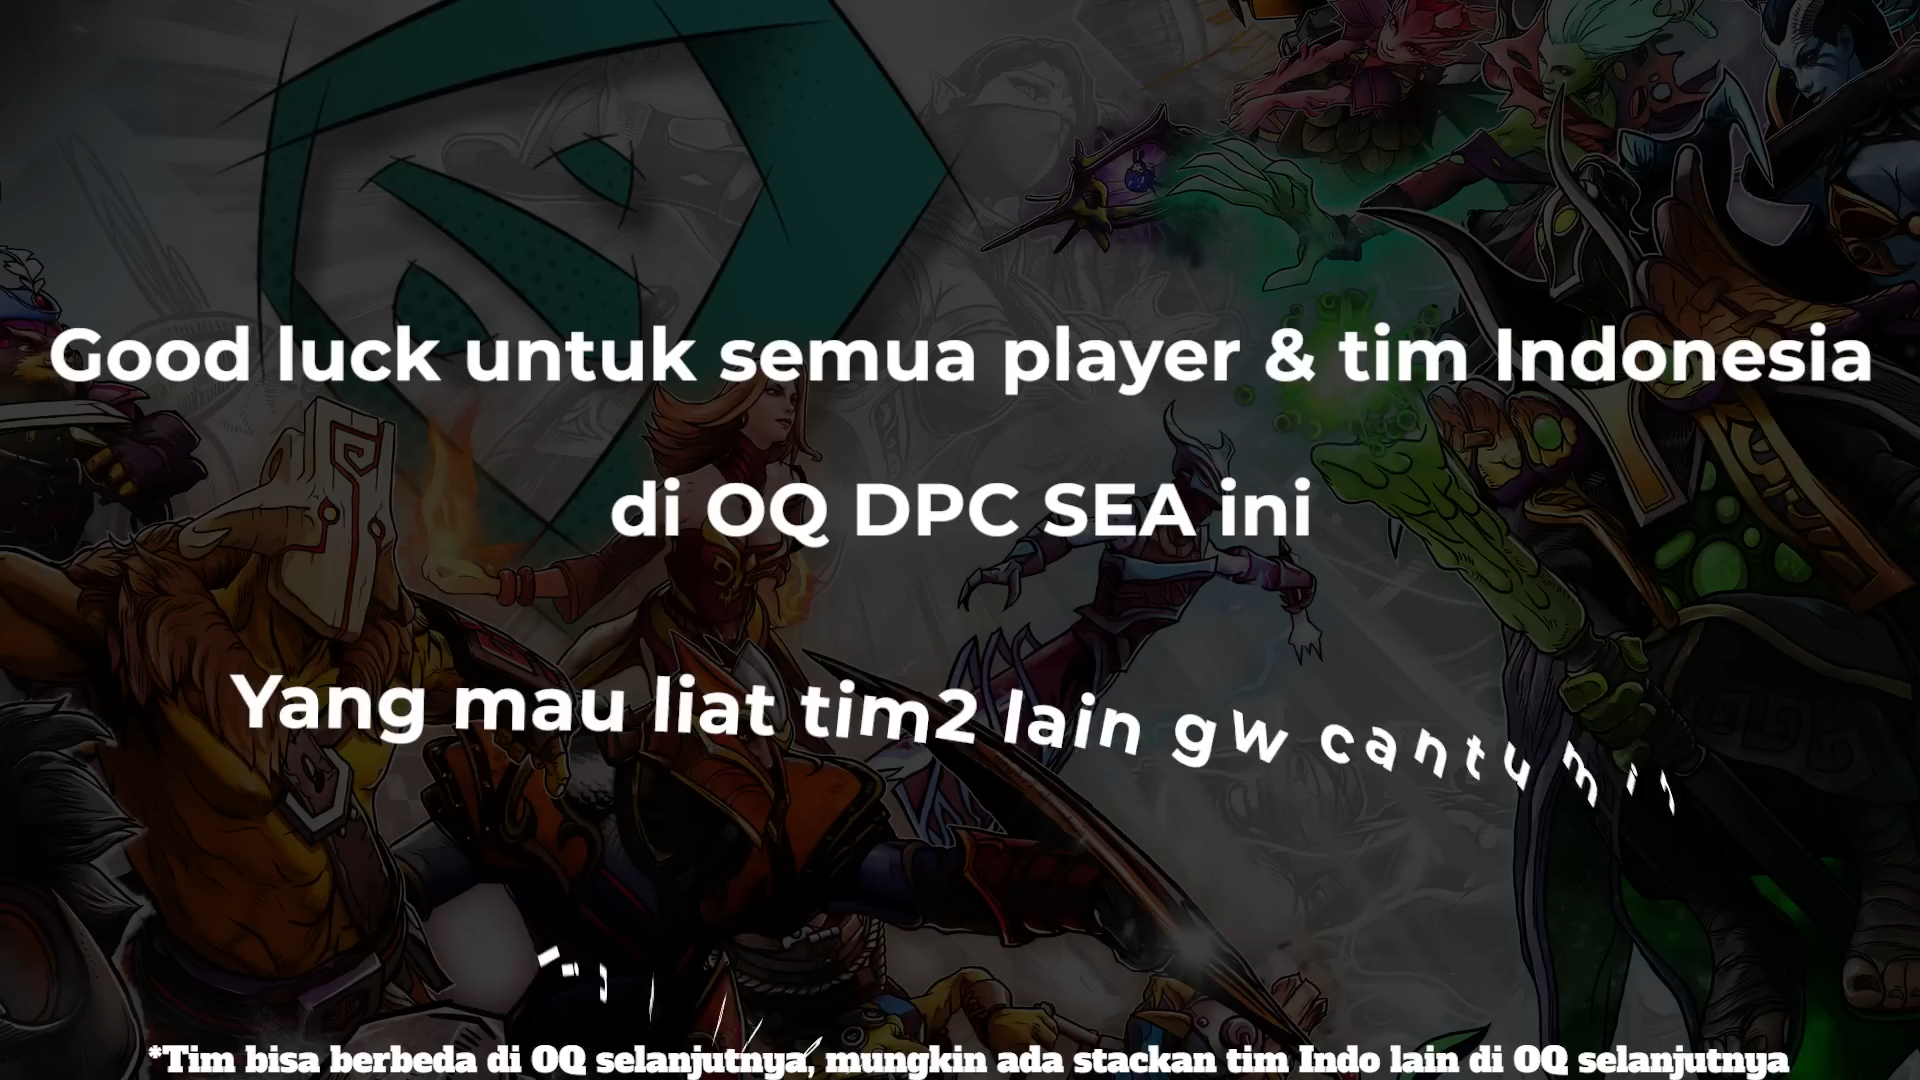 Good luck untuk semua player & tim Indonesia
di OQ DPC SEA ini
Yang mau liat tim2 lain gw cantumin
*Tim bisa berbeda di OQ selanjutnya, mungkin ada stackan tim Indo lain di OQ selanjutnya